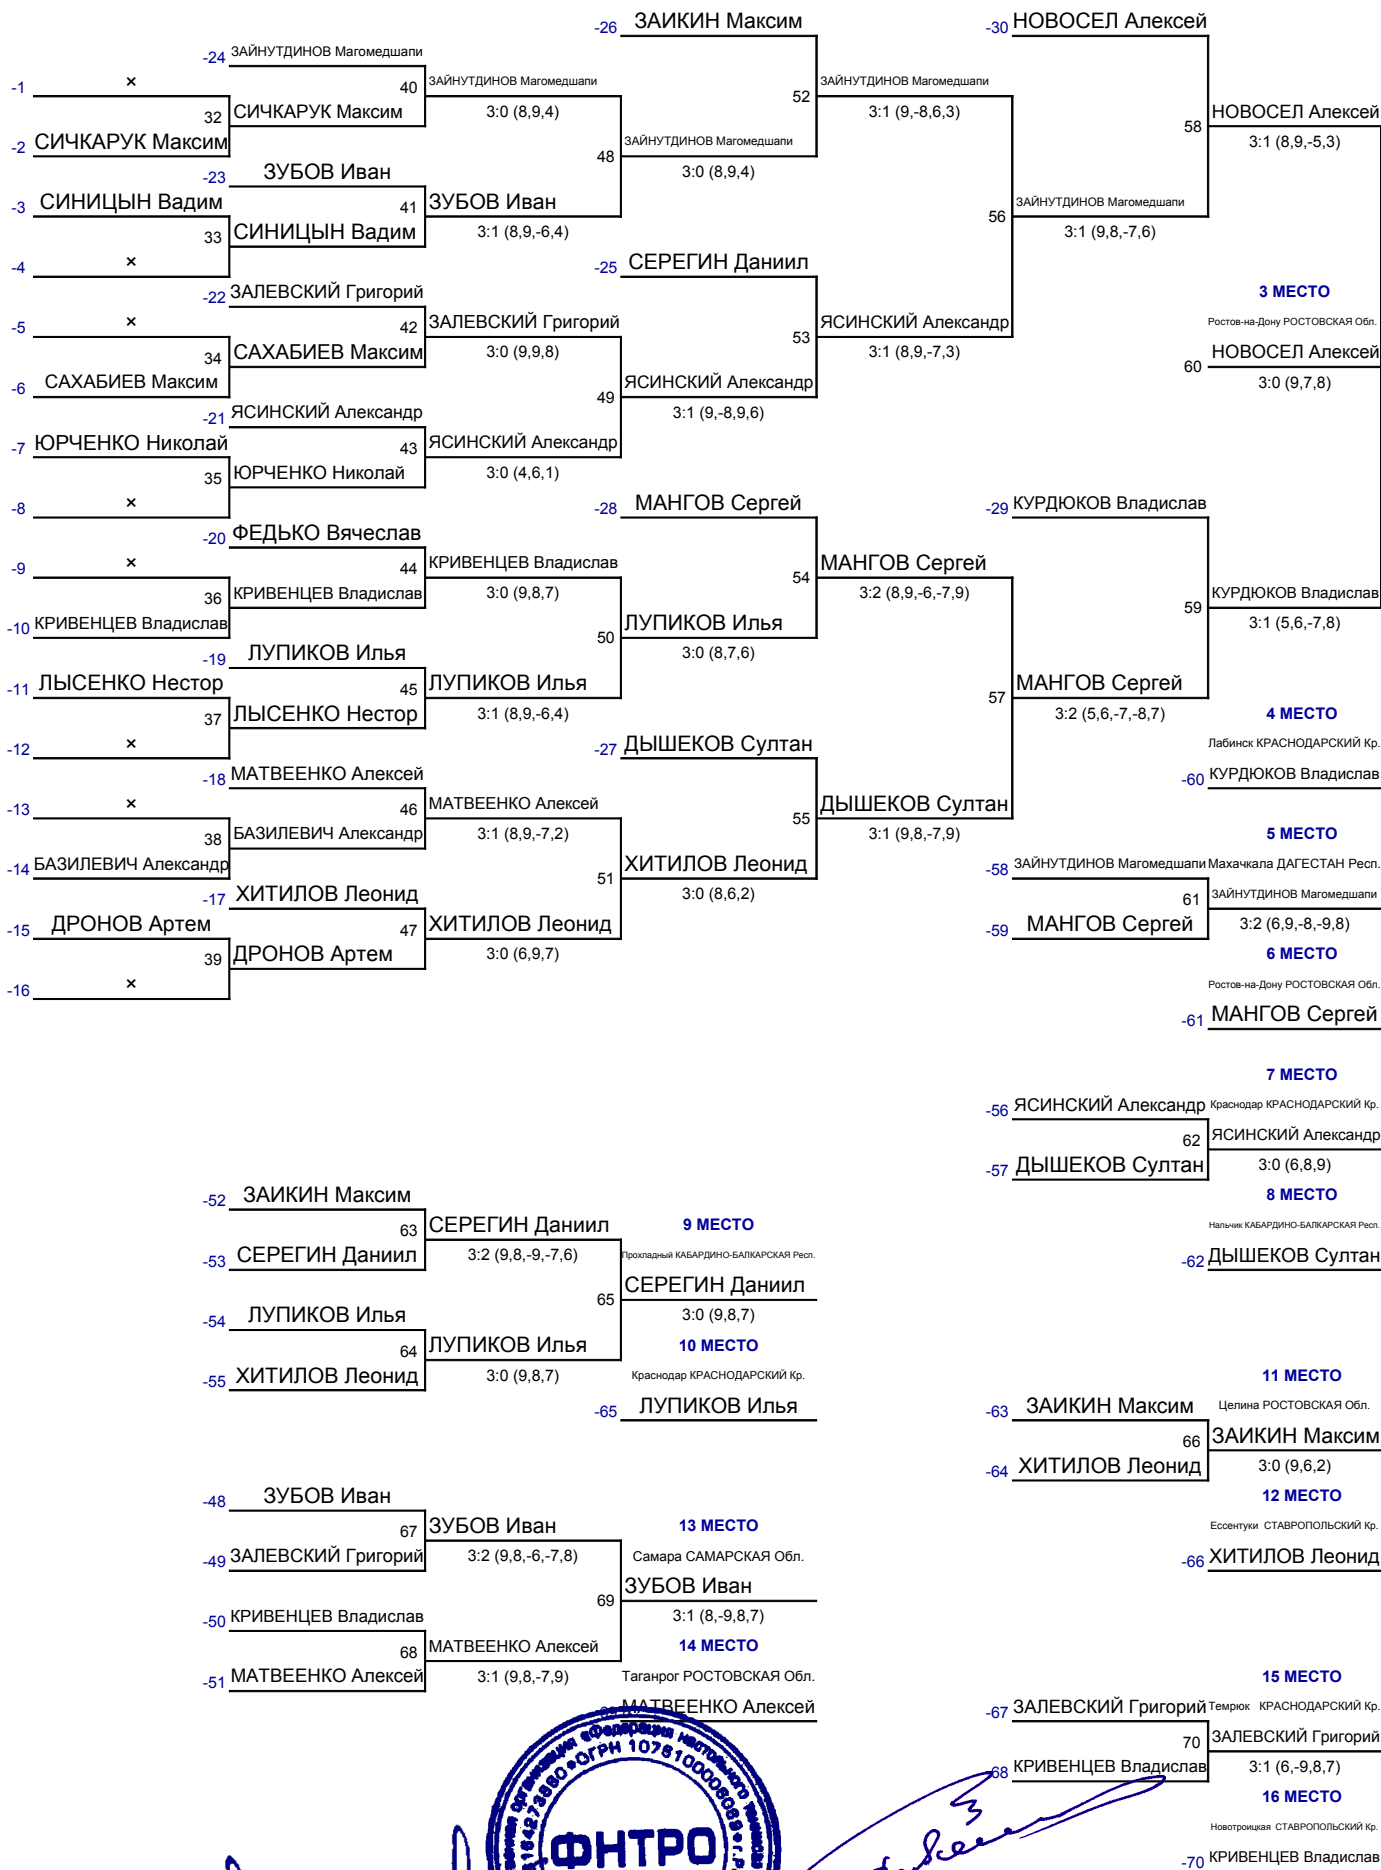 -26 ЗАИКИН Максим
-30 НОВОСЕЛ Алексей
-24 ЗАЙНУТДИНОВ Магомедшапи
-1 × 40 ЗАЙНУТДИНОВ Магомедшапи 52 ЗАЙНУТДИНОВ Магомедшапи
32 СИЧКАРУК Максим 3:0 (8,9,4) 3:1 (9,-8,6,3) 58 НОВОСЕЛ Алексей
-2 СИЧКАРУК Максим 48 ЗАЙНУТДИНОВ Магомедшапи 3:1 (8,9,-5,3)
-23 ЗУБОВ Иван 3:0 (8,9,4)
-3 СИНИЦЫН Вадим 41 ЗУБОВ Иван 56 ЗАЙНУТДИНОВ Магомедшапи
33 СИНИЦЫН Вадим 3:1 (8,9,-6,4) 3:1 (9,8,-7,6)
-4 × -25 СЕРЕГИН Даниил
-22 ЗАЛЕВСКИЙ Григорий 3 МЕСТО
-5 × 42 ЗАЛЕВСКИЙ Григорий 53 ЯСИНСКИЙ Александр Ростов-на-Дону РОСТОВСКАЯ Обл.
34 САХАБИЕВ Максим 3:0 (9,9,8) 3:1 (8,9,-7,3) 60 НОВОСЕЛ Алексей
-6 САХАБИЕВ Максим 49 ЯСИНСКИЙ Александр 3:0 (9,7,8)
-21 ЯСИНСКИЙ Александр 3:1 (9,-8,9,6)
-7 ЮРЧЕНКО Николай 43 ЯСИНСКИЙ Александр
35 ЮРЧЕНКО Николай 3:0 (4,6,1)
-8 × -28 МАНГОВ Сергей -29 КУРДЮКОВ Владислав
-20 ФЕДЬКО Вячеслав
-9 × 44 КРИВЕНЦЕВ Владислав 54 МАНГОВ Сергей
36 КРИВЕНЦЕВ Владислав 3:0 (9,8,7) 3:2 (8,9,-6,-7,9) 59 КУРДЮКОВ Владислав
-10 КРИВЕНЦЕВ Владислав 50 ЛУПИКОВ Илья 3:1 (5,6,-7,8)
-19 ЛУПИКОВ Илья 3:0 (8,7,6)
-11 ЛЫСЕНКО Нестор 45 ЛУПИКОВ Илья 57 МАНГОВ Сергей
37 ЛЫСЕНКО Нестор 3:1 (8,9,-6,4) 3:2 (5,6,-7,-8,7) 4 МЕСТО
-12 × -27 ДЫШЕКОВ Султан Лабинск КРАСНОДАРСКИЙ Кр.
-18 МАТВЕЕНКО Алексей -60 КУРДЮКОВ Владислав
-13 × 46 МАТВЕЕНКО Алексей 55 ДЫШЕКОВ Султан
38 БАЗИЛЕВИЧ Александр 3:1 (8,9,-7,2) 3:1 (9,8,-7,9) 5 МЕСТО
-14 БАЗИЛЕВИЧ Александр 51 ХИТИЛОВ Леонид -58 ЗАЙНУТДИНОВ Магомедшапи Махачкала ДАГЕСТАН Респ.
-17 ХИТИЛОВ Леонид 3:0 (8,6,2) 61 ЗАЙНУТДИНОВ Магомедшапи
-15 ДРОНОВ Артем 47 ХИТИЛОВ Леонид -59 МАНГОВ Сергей 3:2 (6,9,-8,-9,8)
39 ДРОНОВ Артем 3:0 (6,9,7) 6 МЕСТО
-16 × Ростов-на-Дону РОСТОВСКАЯ Обл.
-61 МАНГОВ Сергей
7 МЕСТО
-56 ЯСИНСКИЙ Александр Краснодар КРАСНОДАРСКИЙ Кр.
62 ЯСИНСКИЙ Александр
-57 ДЫШЕКОВ Султан 3:0 (6,8,9)
-52 ЗАИКИН Максим 8 МЕСТО
63 СЕРЕГИН Даниил 9 МЕСТО Нальчик КАБАРДИНО-БАЛКАРСКАЯ Респ.
-53 СЕРЕГИН Даниил 3:2 (9,8,-9,-7,6) Прохладный КАБАРДИНО-БАЛКАРСКАЯ Респ. -62 ДЫШЕКОВ Султан
65 СЕРЕГИН Даниил
-54 ЛУПИКОВ Илья 3:0 (9,8,7)
64 ЛУПИКОВ Илья 10 МЕСТО
-55 ХИТИЛОВ Леонид 3:0 (9,8,7) Краснодар КРАСНОДАРСКИЙ Кр. 11 МЕСТО
-65 ЛУПИКОВ Илья -63 ЗАИКИН Максим Целина РОСТОВСКАЯ Обл.
66 ЗАИКИН Максим
-64 ХИТИЛОВ Леонид 3:0 (9,6,2)
-48 ЗУБОВ Иван 12 МЕСТО
67 ЗУБОВ Иван 13 МЕСТО Ессентуки СТАВРОПОЛЬСКИЙ Кр.
-49 ЗАЛЕВСКИЙ Григорий 3:2 (9,8,-6,-7,8) Самара САМАРСКАЯ Обл. -66 ХИТИЛОВ Леонид
69 ЗУБОВ Иван
-50 КРИВЕНЦЕВ Владислав 3:1 (8,-9,8,7)
68 МАТВЕЕНКО Алексей 14 МЕСТО
-51 МАТВЕЕНКО Алексей 3:1 (9,8,-7,9) Таганрог РОСТОВСКАЯ Обл. 15 МЕСТО
МАТВЕЕНКО Алексей -67 ЗАЛЕВСКИЙ Григорий Темрюк КРАСНОДАРСКИЙ Кр.
70 ЗАЛЕВСКИЙ Григорий
-68 КРИВЕНЦЕВ Владислав 3:1 (6,-9,8,7)
16 МЕСТО
Новотроицкая СТАВРОПОЛЬСКИЙ Кр.
-70 КРИВЕНЦЕВ Владислав
ФНТРО